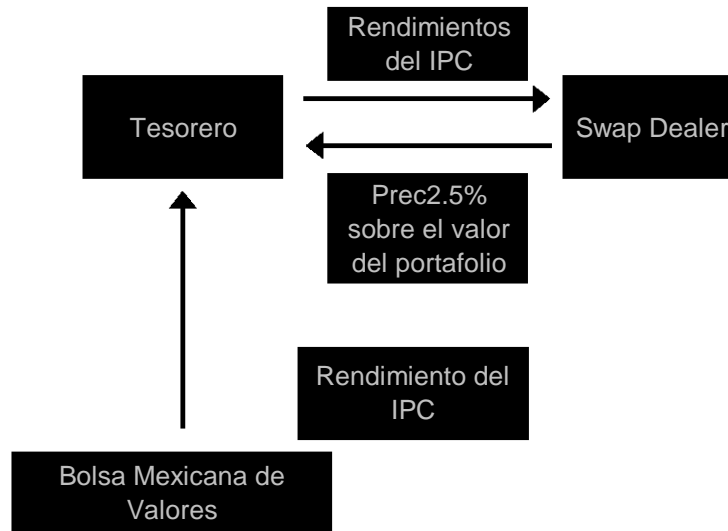 Rendimientos
del IPC
Tesorero
Swap Dealer
Prec2.5%
sobre el valor
del portafolio
Rendimiento del
IPC
Bolsa Mexicana de
Valores